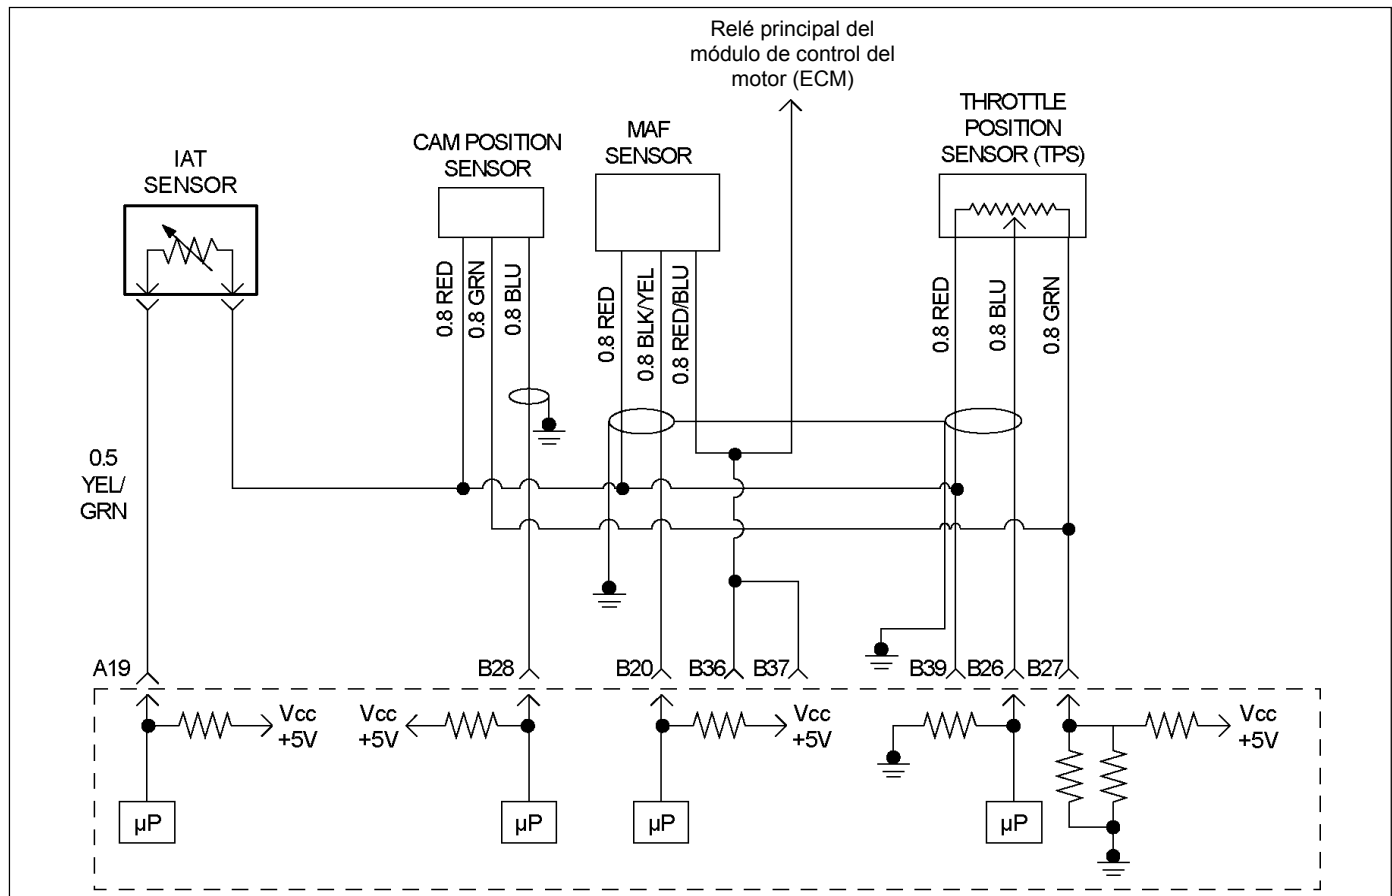 Relé principal del
módulo de control del
motor (ECM)
THROTTLE
POSITION
SENSOR (TPS)
MAF
SENSOR
CAM POSITION
SENSOR
IAT
SENSOR
0.8 RED
0.8 GRN
0.8 BLU
0.8 RED
0.8 BLK/YEL
0.8 RED/BLU
0.8 RED
0.8 BLU
0.8 GRN
0.5
YEL/
GRN
A19
B28
B20
B36
B37
B39
B26
B27
Vcc
+5V
Vcc
+5V
Vcc
+5V
Vcc
+5V
µP
µP
µP
µP